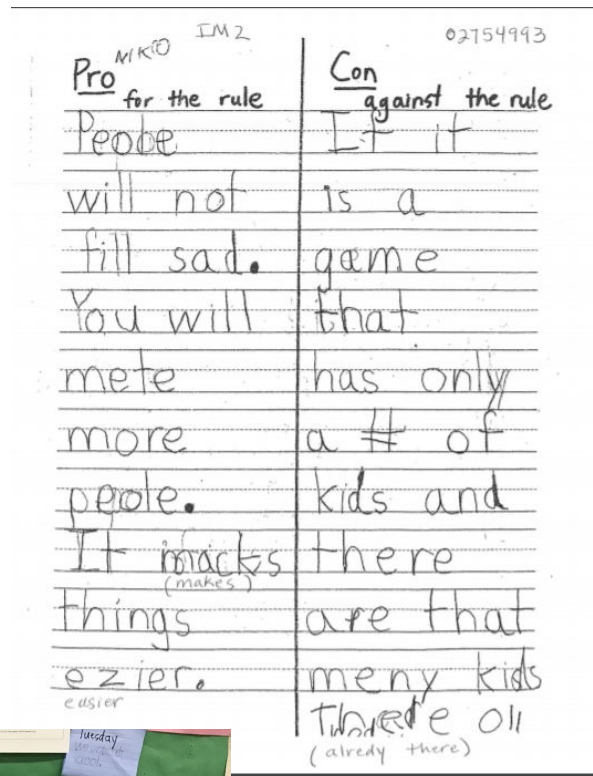 IM2
02754993
NIKO
Pro
for the rule
Peobe
will not
fill sad.
You will
mete
more
peole.
It macks
(makes)
things
ezier.
easier
Con
against the rule
If it
is a
game
that
has only
a # of
kids and
there
are that
meny kids
(alredy there)
Tuesday